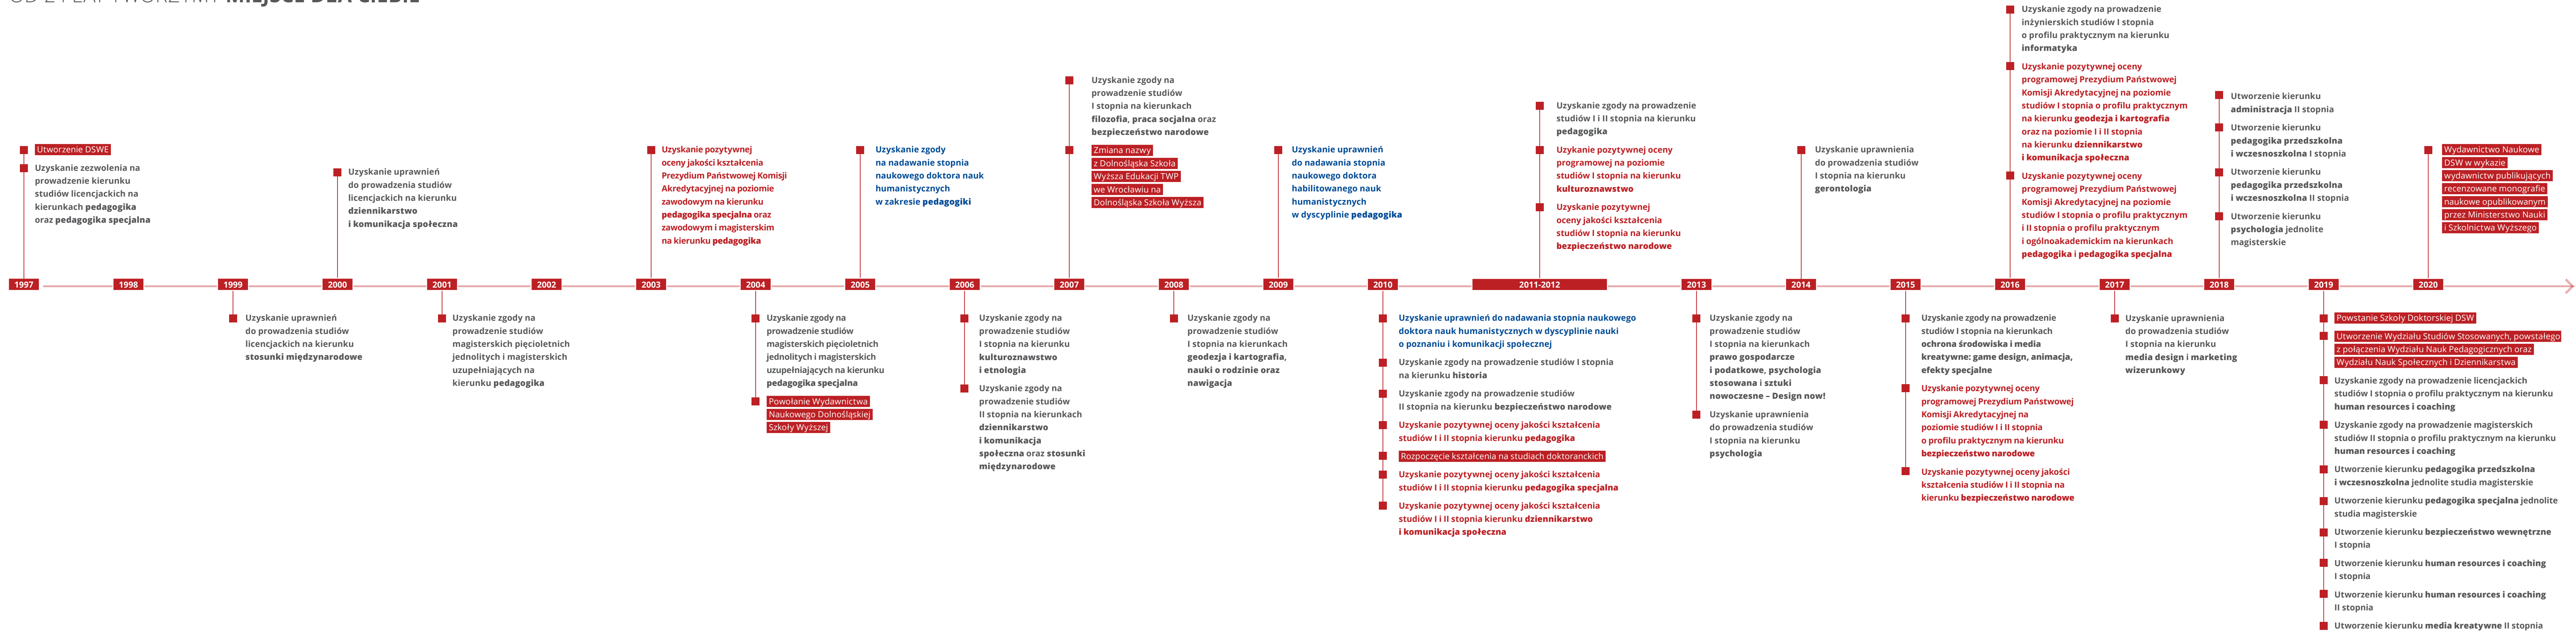 MIEJSCE DLA CIEBIE
1997
Utworzenie DSWE
Uzyskanie zezwolenia na
prowadzenie kierunku
studiów licencjackich na
kierunkach pedagogika
oraz pedagogika specjalna
1998
1999
Uzyskanie uprawnień
do prowadzenia studiów
licencjackich na kierunku
stosunki międzynarodowe
2000
Uzyskanie uprawnień
do prowadzenia studiów
licencjackich na kierunku
dziennikarstwo
i komunikacja społeczna
2001
Uzyskanie zgody na
prowadzenie studiów
magisterskich pięcioletnich
jednolitych i magisterskich
uzupełniających na
kierunku pedagogika
2002
2003
Uzyskanie pozytywnej
oceny jakości kształcenia
Prezydium Państwowej Komisji
Akredytacyjnej na poziomie
zawodowym na kierunku
pedagogika specjalna oraz
zawodowym i magisterskim
na kierunku pedagogika
2004
Uzyskanie zgody na
prowadzenie studiów
magisterskich pięcioletnich
jednolitych i magisterskich
uzupełniających na kierunku
pedagogika specjalna
Powołanie Wydawnictwa
Naukowego Dolnośląskiej
Szkoły Wyższej
2005
Uzyskanie zgody
na nadawanie stopnia
naukowego doktora nauk
humanistycznych
w zakresie pedagogiki
2006
Uzyskanie zgody na
prowadzenie studiów
I stopnia na kierunku
kulturoznawstwo
i etnologia
Uzyskanie zgody na
prowadzenie studiów
II stopnia na kierunkach
dziennikarstwo
i komunikacja
społeczna oraz stosunki
międzynarodowe
2007
Uzyskanie zgody na
prowadzenie studiów
I stopnia na kierunkach
filozofia, praca socjalna oraz
bezpieczeństwo narodowe
Zmiana nazwy
z Dolnośląska Szkoła
Wyższa Edukacji TWP
we Wrocławiu na
Dolnośląska Szkoła Wyższa
2008
Uzyskanie zgody na
prowadzenie studiów
I stopnia na kierunkach
geodezja i kartografia,
nauki o rodzinie oraz
nawigacja
2009
Uzyskanie uprawnień
do nadawania stopnia
naukowego doktora
habilitowanego nauk
humanistycznych
w dyscyplinie pedagogika
2010
Uzyskanie uprawnień do nadawania stopnia naukowego
doktora nauk humanistycznych w dyscyplinie nauki
o poznaniu i komunikacji społecznej
Uzyskanie zgody na prowadzenie studiów I stopnia
na kierunku historia
Uzyskanie zgody na prowadzenie studiów
II stopnia na kierunku bezpieczeństwo narodowe
Uzyskanie pozytywnej oceny jakości kształcenia
studiów I i II stopnia kierunku pedagogika
Rozpoczęcie kształcenia na studiach doktoranckich
Uzyskanie pozytywnej oceny jakości kształcenia
studiów I i II stopnia kierunku pedagogika specjalna
Uzyskanie pozytywnej oceny jakości kształcenia
studiów I i II stopnia kierunku dziennikarstwo
i komunikacja społeczna
2011-2012
Uzyskanie zgody na prowadzenie
studiów I i II stopnia na kierunku
pedagogika
Uzykanie pozytywnej oceny
programowej na poziomie
studiów I stopnia na kierunku
kulturoznawstwo
Uzyskanie pozytywnej
oceny jakości kształcenia
studiów I stopnia na kierunku
bezpieczeństwo narodowe
2013
Uzyskanie zgody na
prowadzenie studiów
I stopnia na kierunkach
prawo gospodarcze
i podatkowe, psychologia
stosowana i sztuki
nowoczesne – Design now!
Uzyskanie uprawnienia
do prowadzenia studiów
I stopnia na kierunku
psychologia
2014
Uzyskanie uprawnienia
do prowadzenia studiów
I stopnia na kierunku
gerontologia
2015
Uzyskanie zgody na prowadzenie
studiów I stopnia na kierunkach
ochrona środowiska i media
kreatywne: game design, animacja,
efekty specjalne
Uzyskanie pozytywnej oceny
programowej Prezydium Państwowej
Komisji Akredytacyjnej na
poziomie studiów I i II stopnia
o profilu praktycznym na kierunku
bezpieczeństwo narodowe
Uzyskanie pozytywnej oceny jakości
kształcenia studiów I i II stopnia na
kierunku bezpieczeństwo narodowe
2016
Uzyskanie zgody na prowadzenie
inżynierskich studiów I stopnia
o profilu praktycznym na kierunku
informatyka
Uzyskanie pozytywnej oceny
programowej Prezydium Państwowej
Komisji Akredytacyjnej na poziomie
studiów I stopnia o profilu praktycznym
na kierunku geodezja i kartografia
oraz na poziomie I i II stopnia
na kierunku dziennikarstwo
i komunikacja społeczna
Uzyskanie pozytywnej oceny
programowej Prezydium Państwowej
Komisji Akredytacyjnej na poziomie
studiów I stopnia o profilu praktycznym
i II stopnia o profilu praktycznym
i ogólnoakademickim na kierunkach
pedagogika i pedagogika specjalna
2017
Uzyskanie uprawnienia
do prowadzenia studiów
I stopnia na kierunku
media design i marketing
wizerunkowy
2018
Utworzenie kierunku
administracja II stopnia
Utworzenie kierunku
pedagogika przedszkolna
i wczesnoszkolna I stopnia
Utworzenie kierunku
pedagogika przedszkolna
i wczesnoszkolna II stopnia
Utworzenie kierunku
psychologia jednolite
magisterskie
2019
Powstanie Szkoły Doktorskiej DSW
Utworzenie Wydziału Studiów Stosowanych, powstałego
z połączenia Wydziału Nauk Pedagogicznych oraz
Wydziału Nauk Społecznych i Dziennikarstwa
Uzyskanie zgody na prowadzenie licencjackich
studiów I stopnia o profilu praktycznym na kierunku
human resources i coaching
Uzyskanie zgody na prowadzenie magisterskich
studiów II stopnia o profilu praktycznym na kierunku
human resources i coaching
Utworzenie kierunku pedagogika przedszkolna
i wczesnoszkolna jednolite studia magisterskie
Utworzenie kierunku pedagogika specjalna jednolite
studia magisterskie
Utworzenie kierunku bezpieczeństwo wewnętrzne
I stopnia
Utworzenie kierunku human resources i coaching
I stopnia
Utworzenie kierunku human resources i coaching
II stopnia
Utworzenie kierunku media kreatywne II stopnia
2020
Wydawnictwo Naukowe
DSW w wykazie
wydawnictw publikujących
recenzowane monografie
naukowe opublikowanym
przez Ministerstwo Nauki
i Szkolnictwa Wyższego